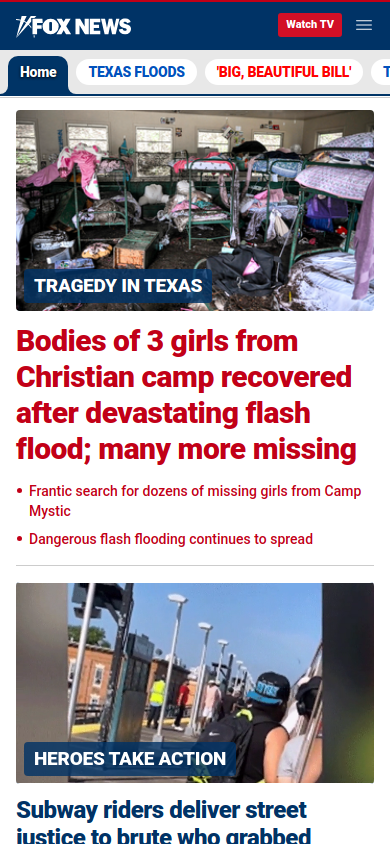 FOX NEWS
Watch TV
Home
TEXAS FLOODS
'BIG, BEAUTIFUL BILL'
TRAGEDY IN TEXAS
Bodies of 3 girls from
Christian camp recovered
after devastating flash
flood; many more missing
• Frantic search for dozens of missing girls from Camp
Mystic
• Dangerous flash flooding continues to spread
HEROES TAKE ACTION
Subway riders deliver street
justice to brute who grabbed